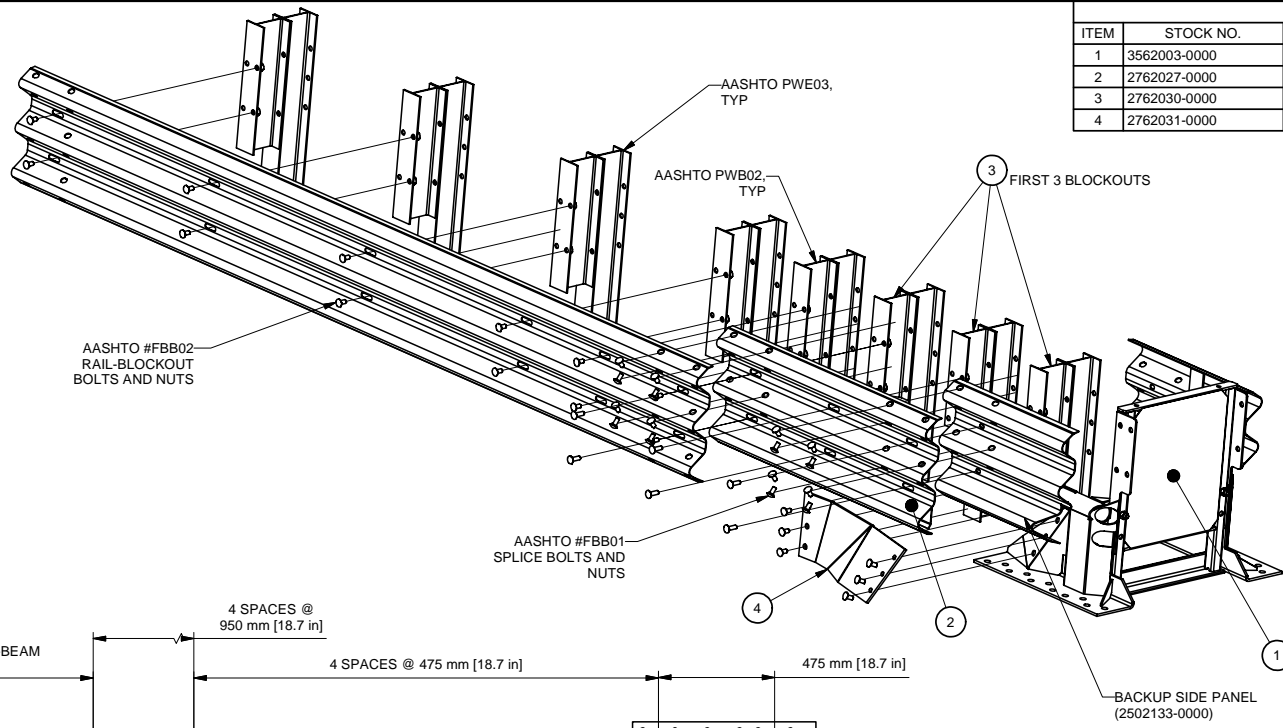 ITEM STOCK NO.
1 3562003-0000
2 2762027-0000
3 2762030-0000
4 2762031-0000
AASHTO PWE03,
TYP
AASHTO PWB02,
TYP
3 FIRST 3 BLOCKOUTS
AASHTO #FBB02
RAIL-BLOCKOUT
BOLTS AND NUTS
AASHTO #FBB01
SPLICE BOLTS AND
NUTS
4
2
1
BACKUP SIDE PANEL
(2502133-0000)
4 SPACES @
950 mm [18.7 in]
BEAM
4 SPACES @ 475 mm [18.7 in]
475 mm [18.7 in]